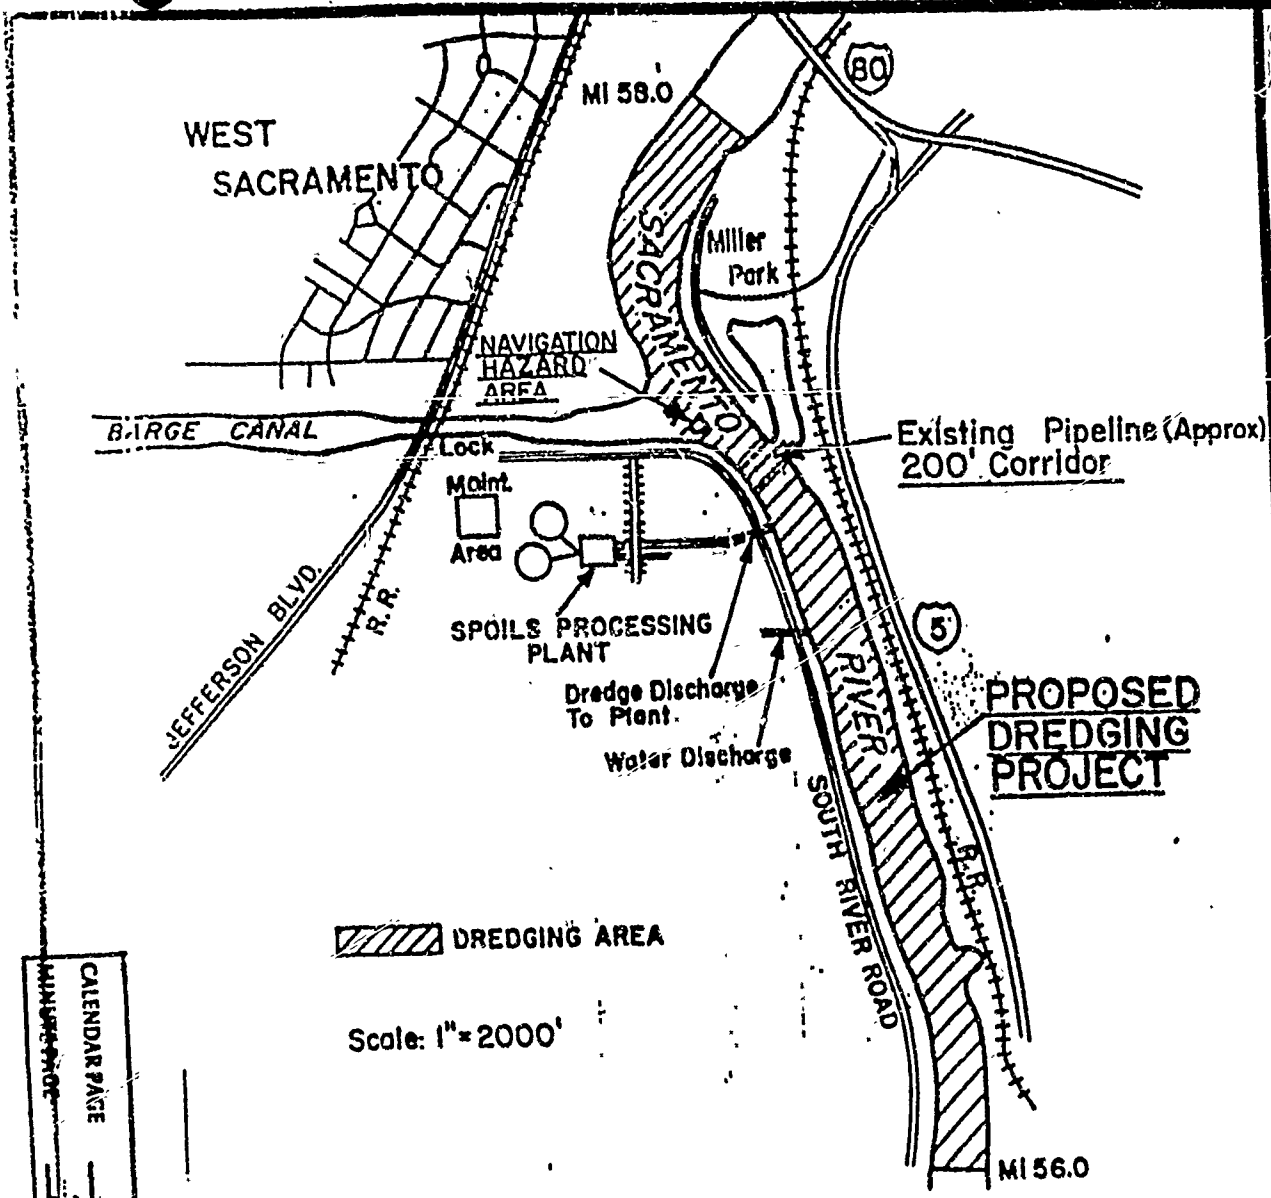 80
MI 58.0
WEST
SACRAMENTO
SACRAMENTO
Miller
Park
NAVIGATION
HAZARD
AREA
BARGE CANAL
Lock
Existing Pipeline (Approx)
200' Corridor
Maint.
Area
R.R.
JEFFERSON BLVD.
SPOILS PROCESSING
PLANT
5
RIVER
Dredge Discharge
To Plant.
PROPOSED
DREDGING
PROJECT
Water Discharge
SOUTH RIVER ROAD
R.R.
DREDGING AREA
Scale: 1"=2000'
CALENDAR PAGE
MI 56.0